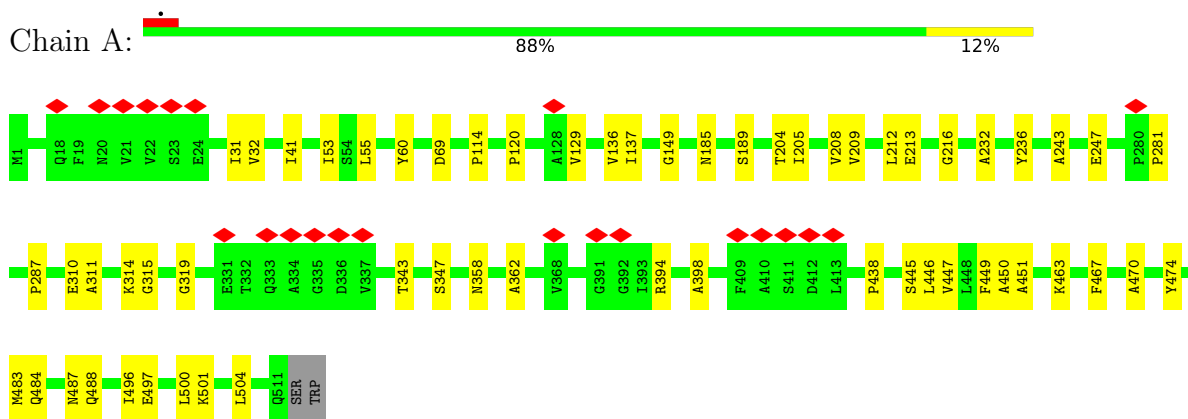 Chain A:
88%
12%
M1 Q18 F19 N20 V21 V22 S23 E24 I31 V32 I41 I53 S54 L55 Y60 D69 P114 P120 A128 V129 V136 I137 G149 N185 S189 T204 I205 V208 V209 L212 E213 G216 A232 Y236 A243 E247 P280 P281
P287 E310 A311 K314 G315 G319 E331 T332 Q333 A334 G335 D336 V337 T343 S347 N358 A362 V368 G391 G392 I393 R394 A398 F409 A410 S411 D412 L413 P438 S445 L446 V447 L448 F449 A450 A451 K463 F467 A470 Y474
M483 Q484 N487 Q488 I496 E497 L500 K501 L504 Q511 SER TRP